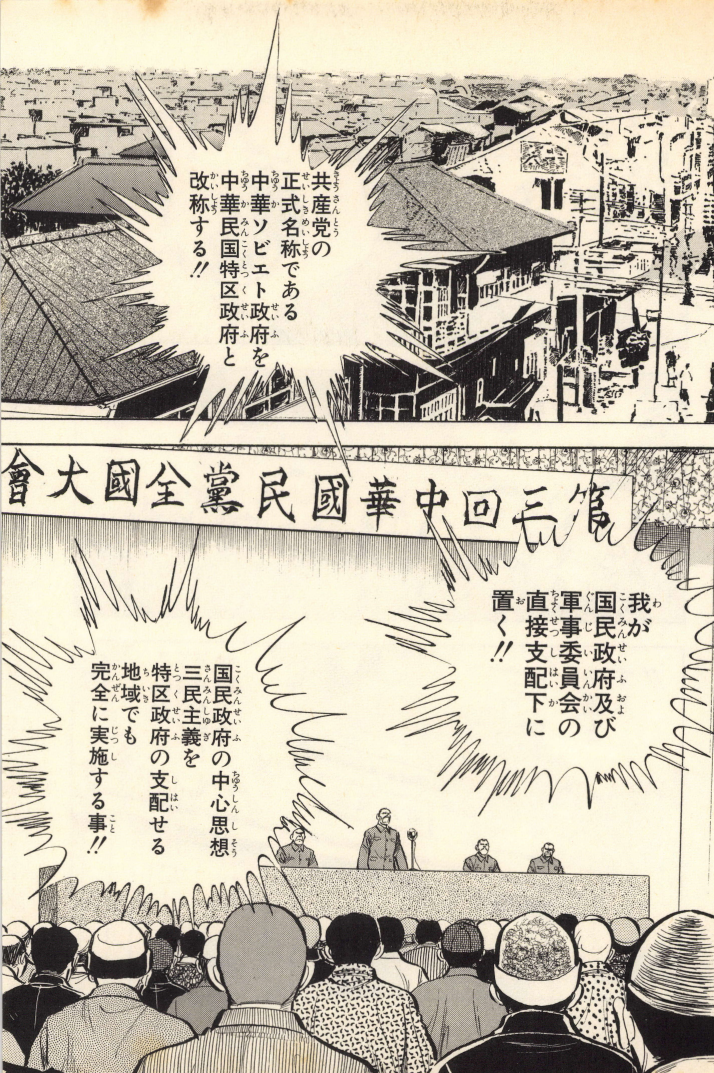 共産党の
正式名称である
中華ソビエト政府を
中華民国特区政府と
改称する!!
第三回中華國民黨全國大會
我が
国民政府及び
軍事委員会の
直接支配下に
置く!!
国民政府の中心思想
三民主義を
特区政府の支配せる
地域でも
完全に実施する事!!